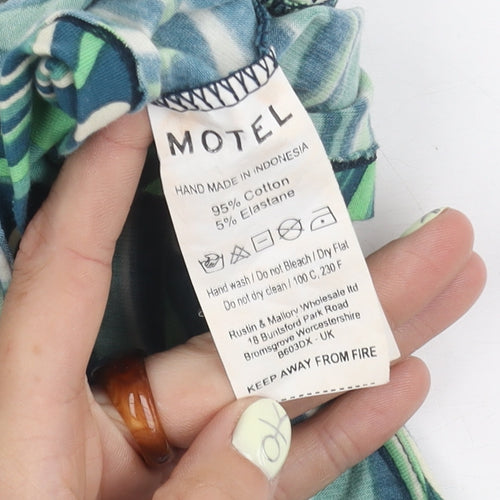 MOTEL
HAND MADE IN INDONESIA
95% Cotton
5% Elastane
Hand wash / Do not Bleach / Dry Flat
Do not dry clean / 100 C, 230 F
Rustin & Mallory Wholesale ltd
18 Buntsford Park Road
Bromsgrove Worcestershire
B603DX - UK
KEEP AWAY FROM FIRE